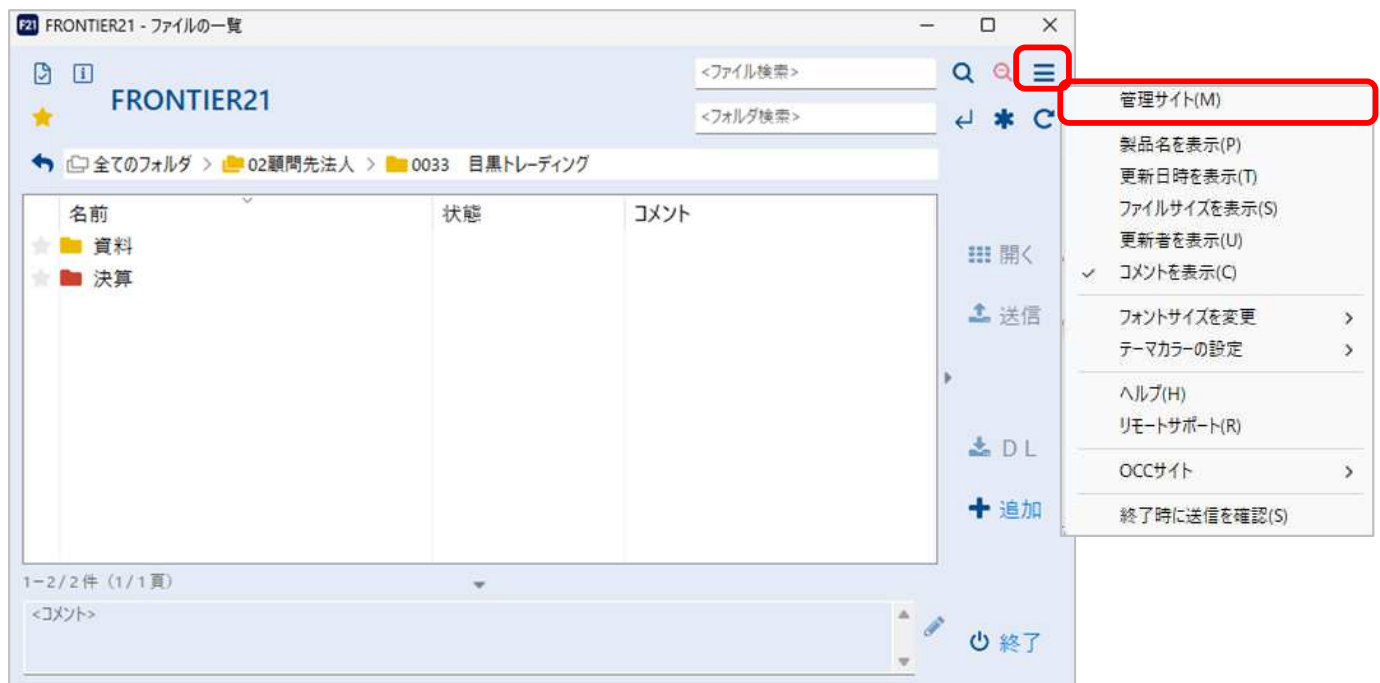 F21 FRONTIER21 - ファイルの一覧
<ファイル検索>
FRONTIER21
<フォルダ検索>
全てのフォルダ > 02顧問先法人 > 0033 目黒トレーディング
名前 状態 コメント
資料
決算
開く
送信
DL
追加
1-2/2件 (1/1頁)
<コメント>
終了
管理サイト(M)
製品名を表示(P)
更新日時を表示(T)
ファイルサイズを表示(S)
更新者を表示(U)
✓ コメントを表示(C)
フォントサイズを変更 >
テーマカラーの設定 >
ヘルプ(H)
リモートサポート(R)
OCCサイト >
終了時に送信を確認(S)